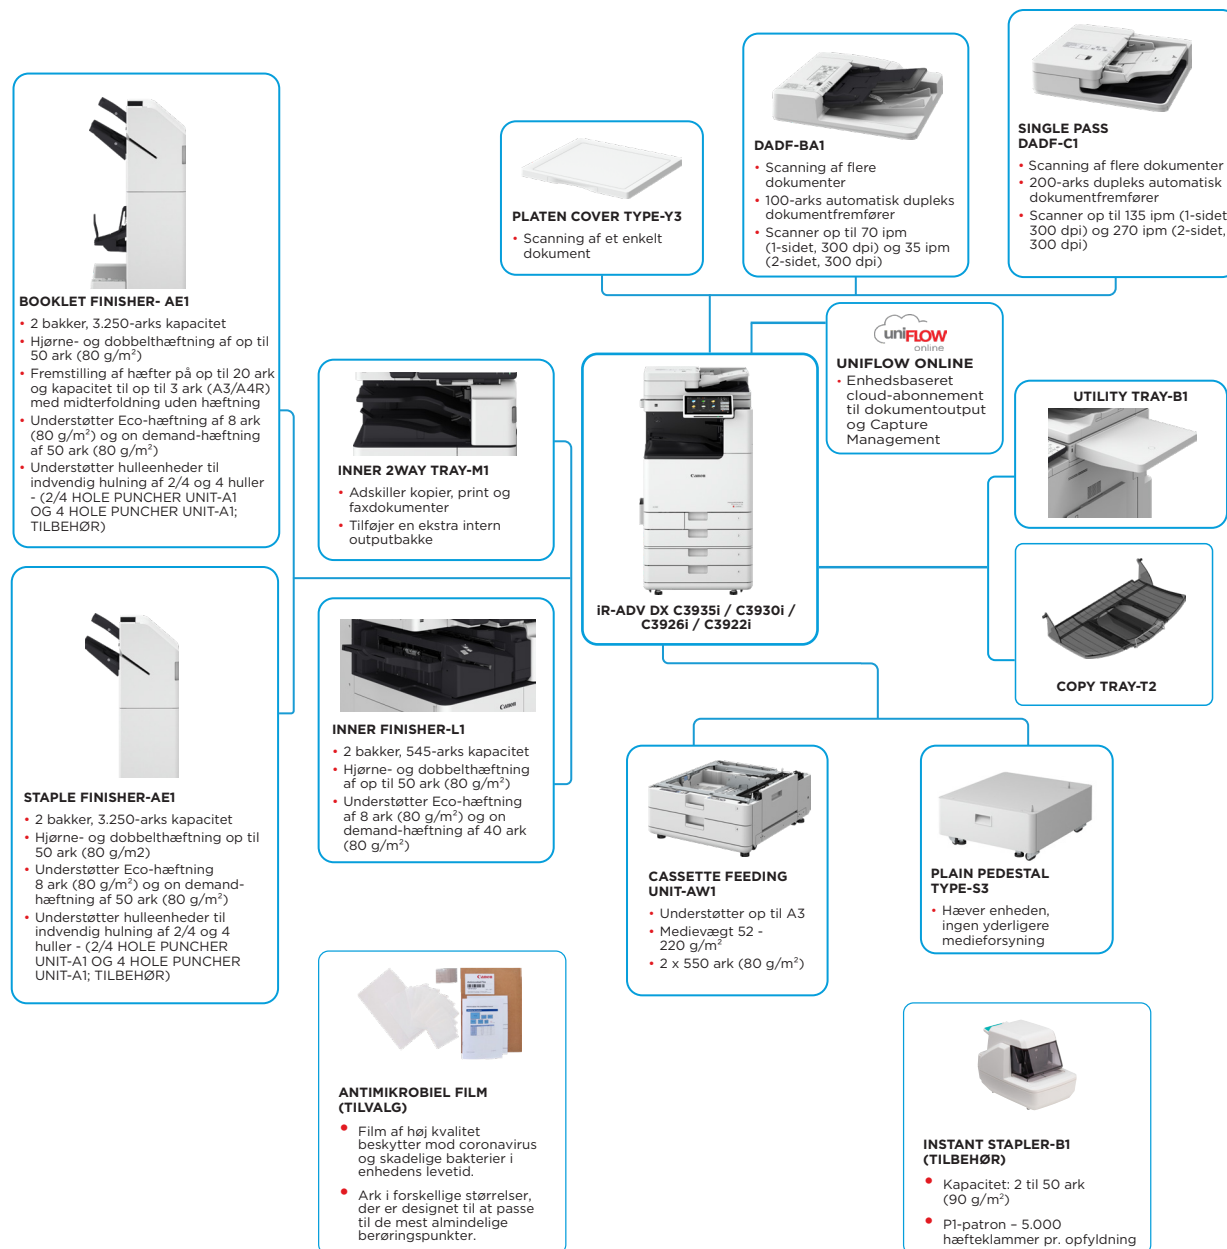 BOOKLET FINISHER- AE1
• 2 bakker, 3.250-arks kapacitet
• Hjørne- og dobbelthæftning af op til
50 ark (80 g/m²)
• Fremstilling af hæfter på op til 20 ark
og kapacitet til op til 3 ark (A3/A4R)
med midterfoldning uden hæftning
• Understøtter Eco-hæftning af 8 ark
(80 g/m²) og on demand-hæftning
af 50 ark (80 g/m²)
• Understøtter hulleenheder til
indvendig hulning af 2/4 og 4 huller
- (2/4 HOLE PUNCHER UNIT-A1
OG 4 HOLE PUNCHER UNIT-A1;
TILBEHØR)
STAPLE FINISHER-AE1
• 2 bakker, 3.250-arks kapacitet
• Hjørne- og dobbelthæftning op til
50 ark (80 g/m2)
• Understøtter Eco-hæftning
8 ark (80 g/m²) og on demand-
hæftning af 50 ark (80 g/m²)
• Understøtter hulleenheder til
indvendig hulning af 2/4 og 4
huller - (2/4 HOLE PUNCHER
UNIT-A1 OG 4 HOLE PUNCHER
UNIT-A1; TILBEHØR)
INNER 2WAY TRAY-M1
• Adskiller kopier, print og
faxdokumenter
• Tilføjer en ekstra intern
outputbakke
Canon
INNER FINISHER-L1
• 2 bakker, 545-arks kapacitet
• Hjørne- og dobbelthæftning
af op til 50 ark (80 g/m²)
• Understøtter Eco-hæftning
af 8 ark (80 g/m²) og on
demand-hæftning af 40 ark
(80 g/m²)
PLATEN COVER TYPE-Y3
• Scanning af et enkelt
dokument
DADF-BA1
• Scanning af flere
dokumenter
• 100-arks automatisk dupleks
dokumentfremfører
• Scanner op til 70 ipm
(1-sidet, 300 dpi) og 35 ipm
(2-sidet, 300 dpi)
SINGLE PASS
DADF-C1
• Scanning af flere dokumenter
• 200-arks dupleks automatisk
dokumentfremfører
• Scanner op til 135 ipm (1-sidet,
300 dpi) og 270 ipm (2-sidet,
300 dpi)
uniFLOW
online
UNIFLOW ONLINE
• Enhedsbaseret
cloud-abonnement
til dokumentoutput
og Capture
Management
Canon
iR-ADV DX C3935i / C3930i /
C3926i / C3922i
UTILITY TRAY-B1
COPY TRAY-T2
CASSETTE FEEDING
UNIT-AW1
• Understøtter op til A3
• Medievægt 52 -
220 g/m²
• 2 x 550 ark (80 g/m²)
PLAIN PEDESTAL
TYPE-S3
• Hæver enheden,
ingen yderligere
medieforsyning
Canon
ANTIMIKROBIEL FILM
(TILVALG)
• Film af høj kvalitet
beskytter mod coronavirus
og skadelige bakterier i
enhedens levetid.
• Ark i forskellige størrelser,
der er designet til at passe
til de mest almindelige
berøringspunkter.
INSTANT STAPLER-B1
(TILBEHØR)
• Kapacitet: 2 til 50 ark
(90 g/m²)
• P1-patron – 5.000
hæfteklammer pr. opfyldning